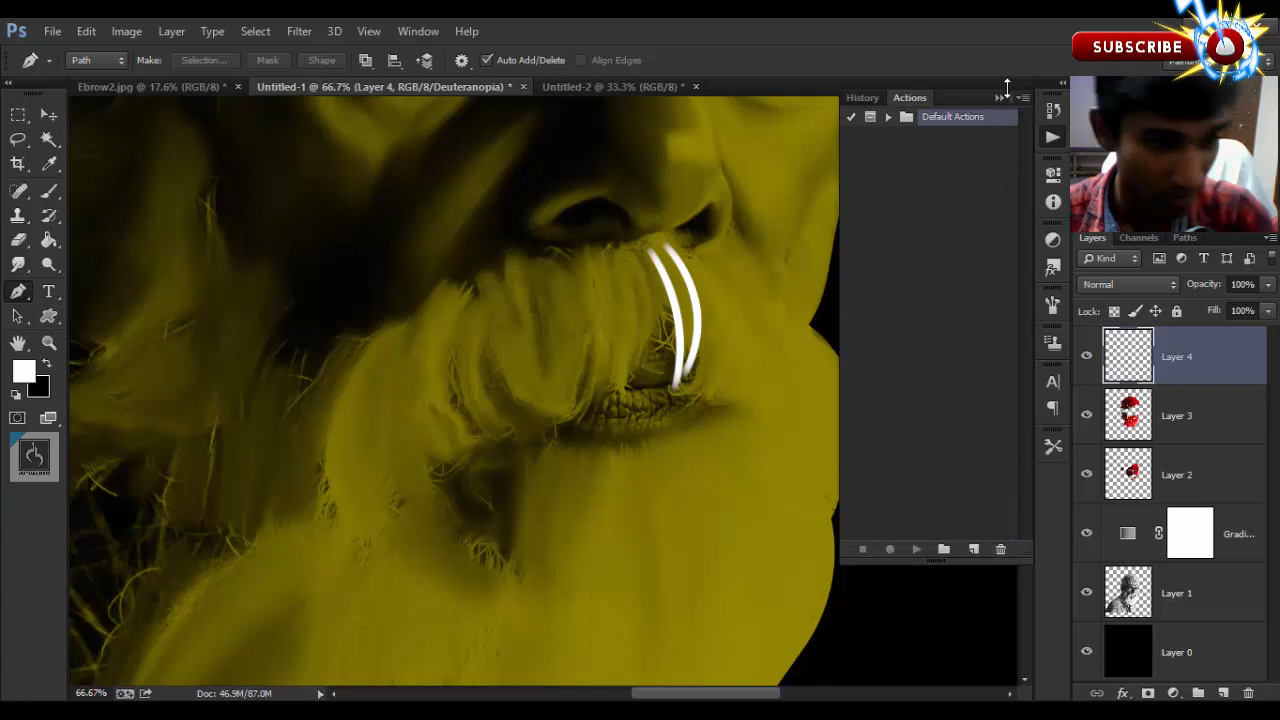 Ps File Edit Image Layer Type Select Filter 3D View Window Help
SUBSCRIBE
Path Make: Selection... Mask Shape Auto Add/Delete Align Edges
Ebrow2.jpg @ 17.6% (RGB/8) * × Untitled-1 @ 66.7% (Layer 4, RGB/8/Deuteranopia) * × Untitled-2 @ 33.3% (RGB/8) * ×
History Actions
Default Actions
Layers Channels Paths
Kind
Normal Opacity: 100%
Lock: Fill: 100%
Layer 4
Layer 3
Layer 2
Gradi...
Layer 1
Layer 0
66.67% Doc: 46.9M/87.0M